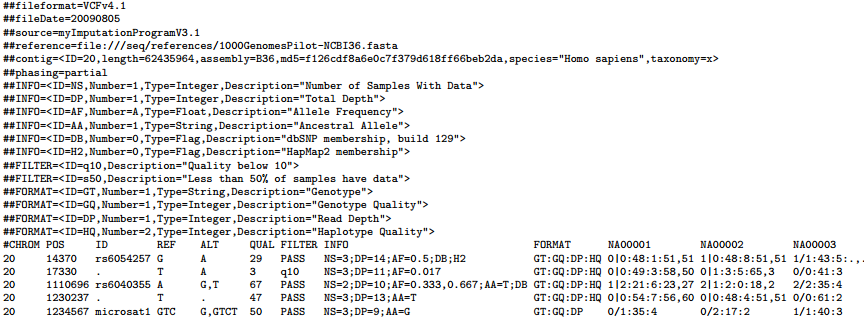 ##fileformat=VCFv4.1
##fileDate=20090805
##source=myImputationProgramV3.1
##reference=file:///seq/references/1000GenomesPilot-NCBI36.fasta
##contig=<ID=20,length=62435964,assembly=B36,md5=f126cdf8a6e0c7f379d618ff66beb2da,species="Homo sapiens",taxonomy=x>
##phasing=partial
##INFO=<ID=NS,Number=1,Type=Integer,Description="Number of Samples With Data">
##INFO=<ID=DP,Number=1,Type=Integer,Description="Total Depth">
##INFO=<ID=AF,Number=A,Type=Float,Description="Allele Frequency">
##INFO=<ID=AA,Number=1,Type=String,Description="Ancestral Allele">
##INFO=<ID=DB,Number=0,Type=Flag,Description="dbSNP membership, build 129">
##INFO=<ID=H2,Number=0,Type=Flag,Description="HapMap2 membership">
##FILTER=<ID=q10,Description="Quality below 10">
##FILTER=<ID=s50,Description="Less than 50% of samples have data">
##FORMAT=<ID=GT,Number=1,Type=String,Description="Genotype">
##FORMAT=<ID=GQ,Number=1,Type=Integer,Description="Genotype Quality">
##FORMAT=<ID=DP,Number=1,Type=Integer,Description="Read Depth">
##FORMAT=<ID=HQ,Number=2,Type=Integer,Description="Haplotype Quality">
#CHROM POS ID REF ALT QUAL FILTER INFO FORMAT NA00001 NA00002 NA00003
20 14370 rs6054257 G A 29 PASS NS=3;DP=14;AF=0.5;DB;H2 GT:GQ:DP:HQ 0|0:48:1:51,51 1|0:48:8:51,51 1/1:43:5:.,.
20 17330 . T A 3 q10 NS=3;DP=11;AF=0.017 GT:GQ:DP:HQ 0|0:49:3:58,50 0|1:3:5:65,3 0/0:41:3
20 1110696 rs6040355 A G,T 67 PASS NS=2;DP=10;AF=0.333,0.667;AA=T;DB GT:GQ:DP:HQ 1|2:21:6:23,27 2|1:2:0:18,2 2/2:35:4
20 1230237 . T . 47 PASS NS=3;DP=13;AA=T GT:GQ:DP:HQ 0|0:54:7:56,60 0|0:48:4:51,51 0/0:61:2
20 1234567 microsat1 GTC G,GTCT 50 PASS NS=3;DP=9;AA=G GT:GQ:DP 0/1:35:4 0/2:17:2 1/1:40:3